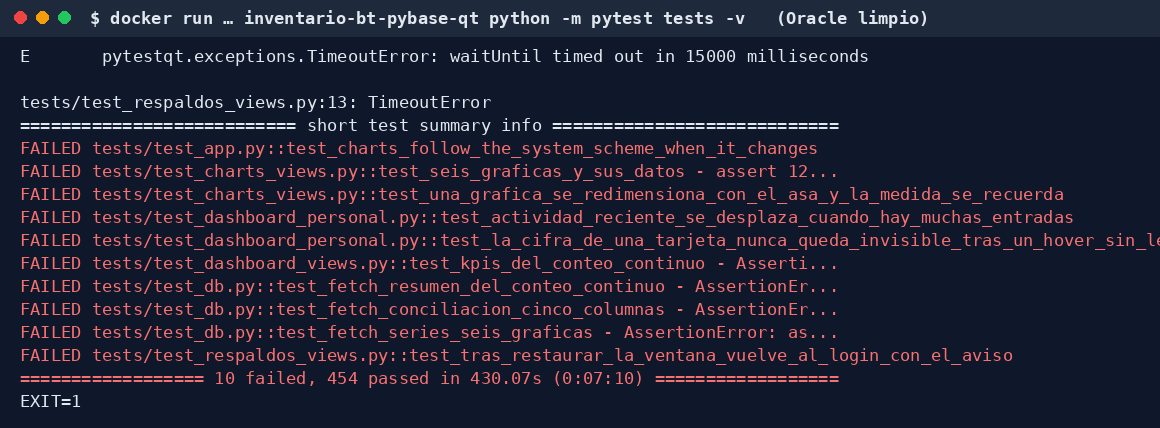 $ docker run … inventario-bt-pybase-qt python -m pytest tests -v   (Oracle limpio)
E       pytestqt.exceptions.TimeoutError: waitUntil timed out in 15000 milliseconds
tests/test_respaldos_views.py:13: TimeoutError
=========================== short test summary info ============================
FAILED tests/test_app.py::test_charts_follow_the_system_scheme_when_it_changes
FAILED tests/test_charts_views.py::test_seis_graficas_y_sus_datos - assert 12...
FAILED tests/test_charts_views.py::test_una_grafica_se_redimensiona_con_el_asa_y_la_medida_se_recuerda
FAILED tests/test_dashboard_personal.py::test_actividad_reciente_se_desplaza_cuando_hay_muchas_entradas
FAILED tests/test_dashboard_personal.py::test_la_cifra_de_una_tarjeta_nunca_queda_invisible_tras_un_hover_sin_le
FAILED tests/test_dashboard_views.py::test_kpis_del_conteo_continuo - Asserti...
FAILED tests/test_db.py::test_fetch_resumen_del_conteo_continuo - AssertionEr...
FAILED tests/test_db.py::test_fetch_conciliacion_cinco_columnas - AssertionEr...
FAILED tests/test_db.py::test_fetch_series_seis_graficas - AssertionError: as...
FAILED tests/test_respaldos_views.py::test_tras_restaurar_la_ventana_vuelve_al_login_con_el_aviso
================== 10 failed, 454 passed in 430.07s (0:07:10) ==================
EXIT=1